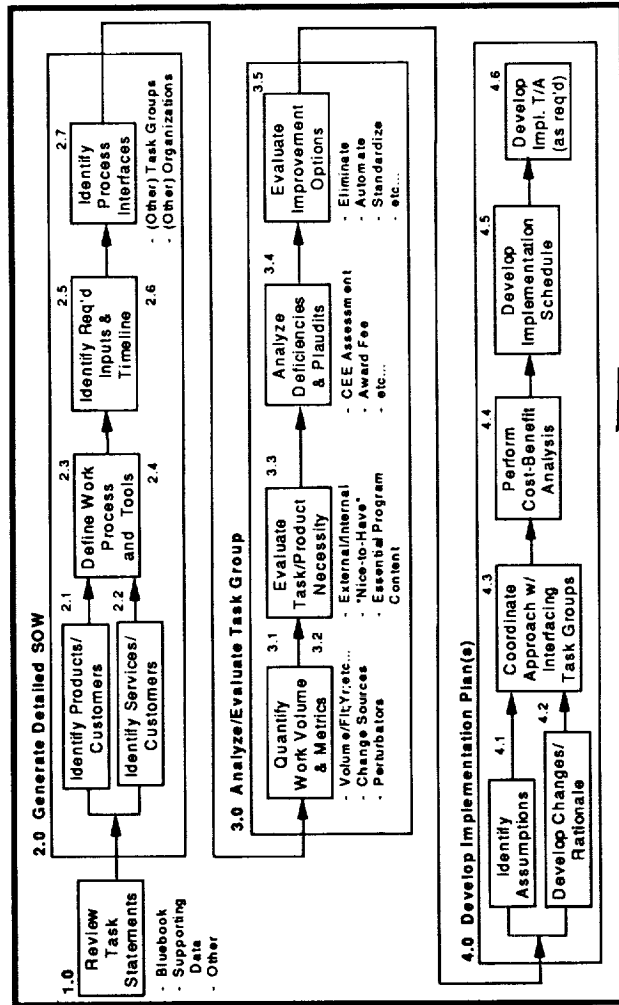 1.0
Review
Task
Statements
- Bluebook
- Supporting
Data
- Other
2.0 Generate Detailed SOW
Identify Products/
Customers
2.1
Identify Services/
Customers
2.2
2.3
Define Work
Process
and Tools
2.4
2.5
Identify Req'd
Inputs &
Timeline
2.6
2.7
Identify
Process
Interfaces
- (Other) Task Groups
- (Other) Organizations
3.0 Analyze/Evaluate Task Group
3.1
Quantify
Work Volume
& Metrics
3.2
- Volume/Flt;Yr;etc...
- Change Sources
- Perturbators
3.3
Evaluate
Task/Product
Necessity
- External/Internal
- "Nice-to-Have"
- Essential Program
Content
3.4
Analyze
Deficiencies
& Plaudits
- CEE Assessment
- Award Fee
- etc...
3.5
Evaluate
Improvement
Options
- Eliminate
- Automate
- Standardize
- etc...
4.0 Develop Implementation Plan(s)
Identify
Assumptions
4.1
Develop Changes/
Rationale
4.2
4.3
Coordinate
Approach w/
Interfacing
Task Groups
4.4
Perform
Cost-Benefit
Analysis
4.5
Develop
Implementation
Schedule
4.6
Develop
Impl. T/A
(as req'd)